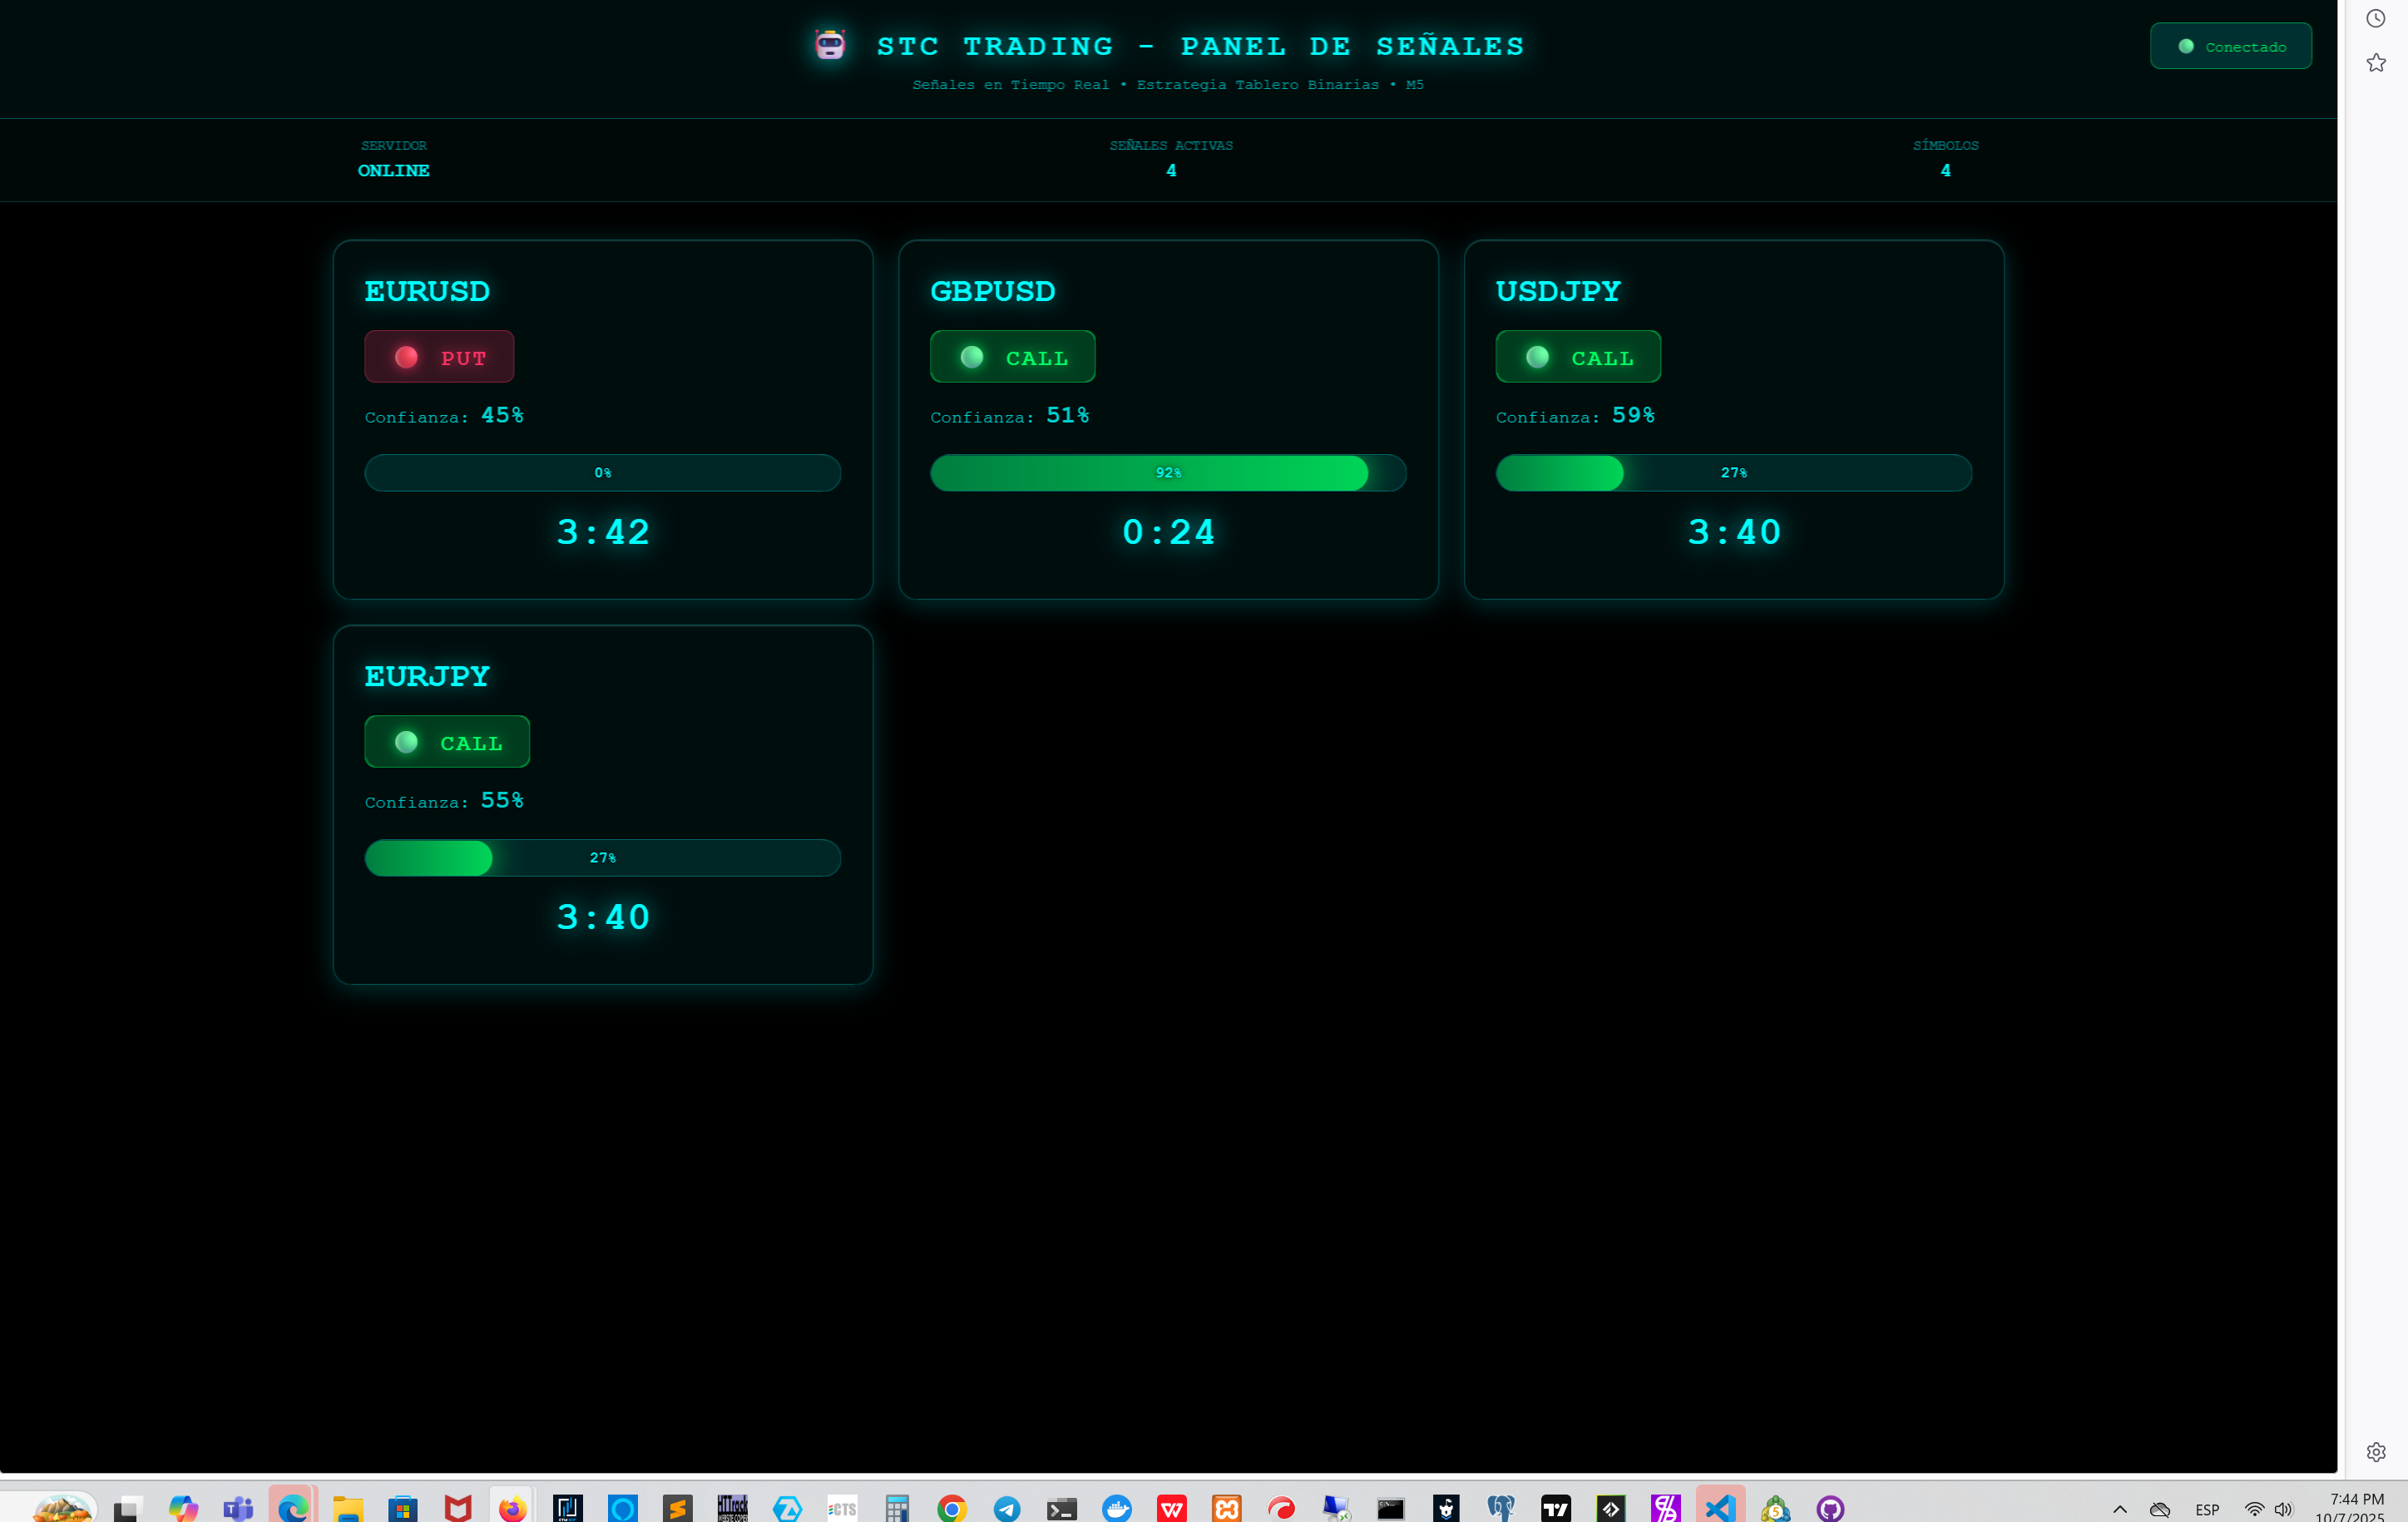 STC TRADING - PANEL DE SEÑALES
Conectado
Señales en Tiempo Real • Estrategia Tablero Binarias • M5
SERVIDOR
ONLINE
SEÑALES ACTIVAS
4
SÍMBOLOS
4
EURUSD
PUT
Confianza: 45%
0%
3:42
GBPUSD
CALL
Confianza: 51%
92%
0:24
USDJPY
CALL
Confianza: 59%
27%
3:40
EURJPY
CALL
Confianza: 55%
27%
3:40
ESP
7:44 PM
10/7/2025